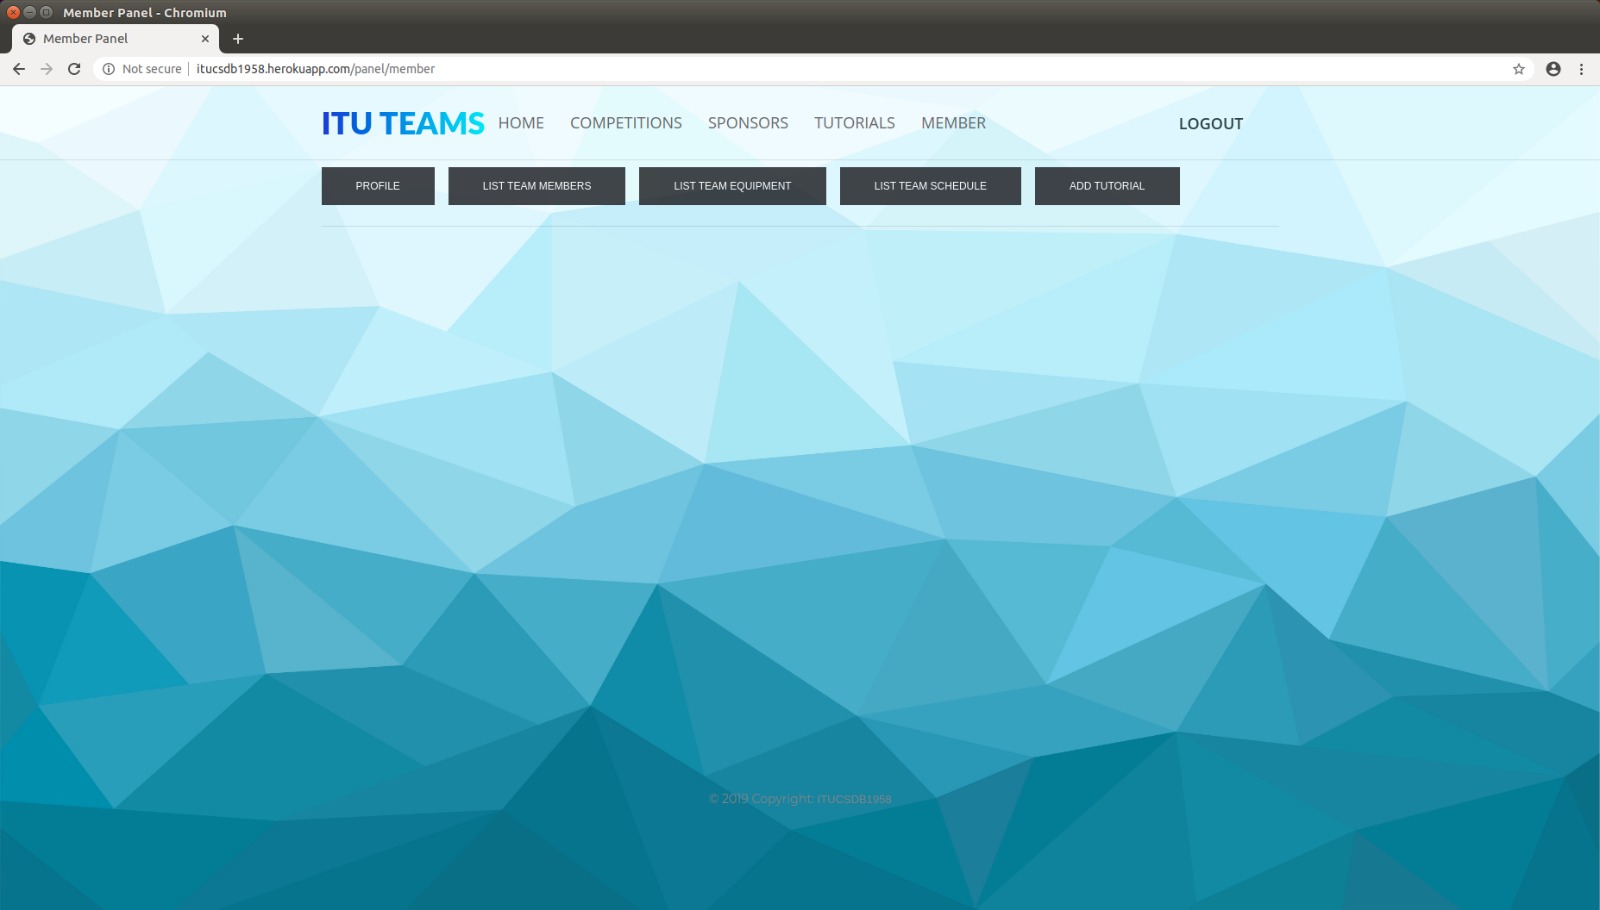 Member Panel - Chromium
Member Panel
Not secure itucsdb1958.herokuapp.com/panel/member
ITU TEAMS HOME COMPETITIONS SPONSORS TUTORIALS MEMBER LOGOUT
PROFILE LIST TEAM MEMBERS LIST TEAM EQUIPMENT LIST TEAM SCHEDULE ADD TUTORIAL
© 2019 Copyright: ITUCSDB1958